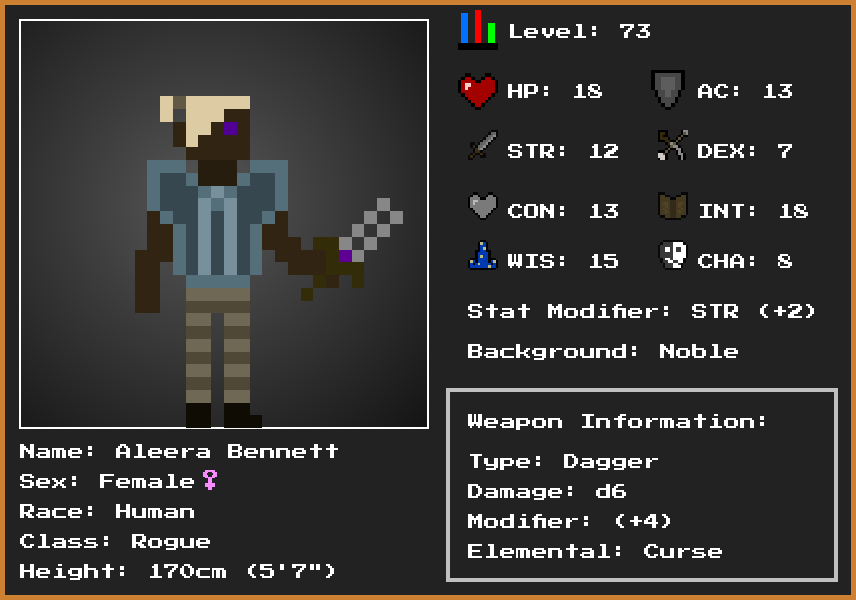 Level: 73
HP: 18
AC: 13
STR: 12
DEX: 7
CON: 13
INT: 18
WIS: 15
CHA: 8
Stat Modifier: STR (+2)
Background: Noble
Weapon Information:
Type: Dagger
Damage: d6
Modifier: (+4)
Elemental: Curse
Name: Aleera Bennett
Sex: Female♀
Race: Human
Class: Rogue
Height: 170cm (5'7")